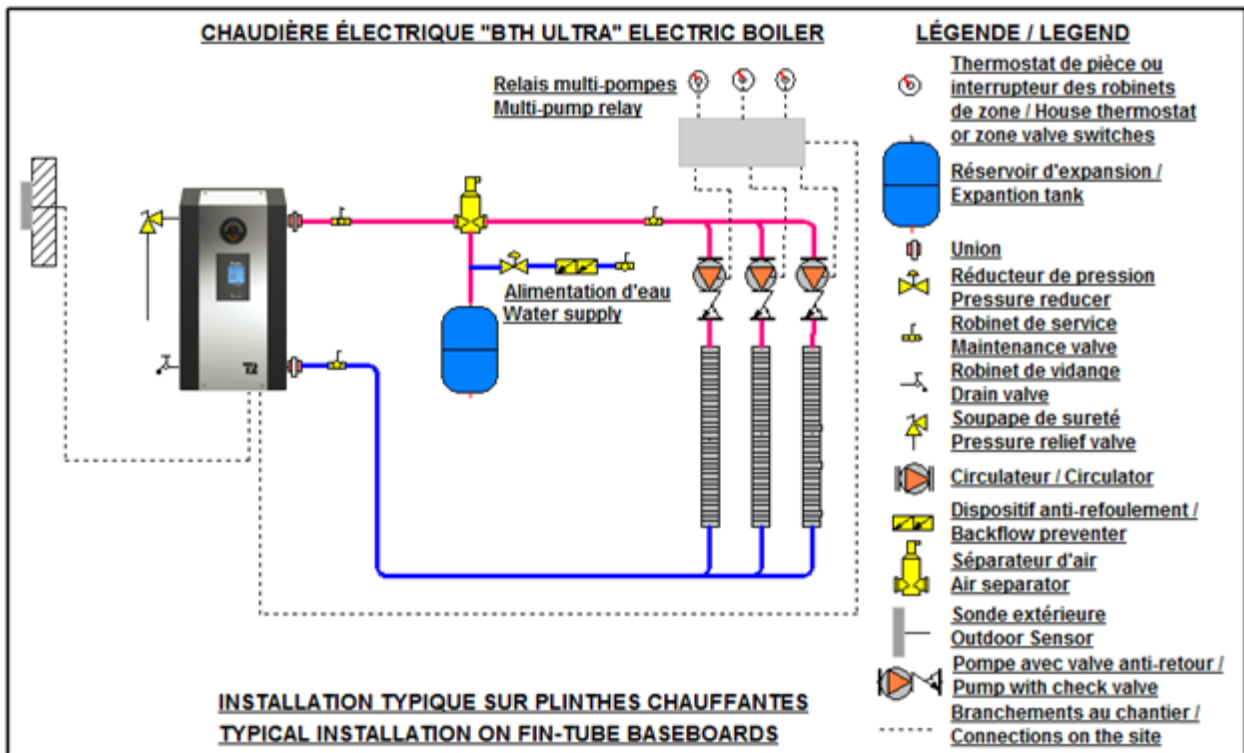 CHAUDIÈRE ÉLECTRIQUE "BTH ULTRA" ELECTRIC BOILER
Relais multi-pompes
Multi-pump relay
Alimentation d'eau
Water supply
T2
INSTALLATION TYPIQUE SUR PLINTHES CHAUFFANTES
TYPICAL INSTALLATION ON FIN-TUBE BASEBOARDS
LÉGENDE / LEGEND
Thermostat de pièce ou
interrupteur des robinets
de zone / House thermostat
or zone valve switches
Réservoir d'expansion /
Expantion tank
Union
Réducteur de pression
Pressure reducer
Robinet de service
Maintenance valve
Robinet de vidange
Drain valve
Soupape de sureté
Pressure relief valve
Circulateur / Circulator
Dispositif anti-refoulement /
Backflow preventer
Séparateur d'air
Air separator
Sonde extérieure
Outdoor Sensor
Pompe avec valve anti-retour /
Pump with check valve
Branchements au chantier /
Connections on the site